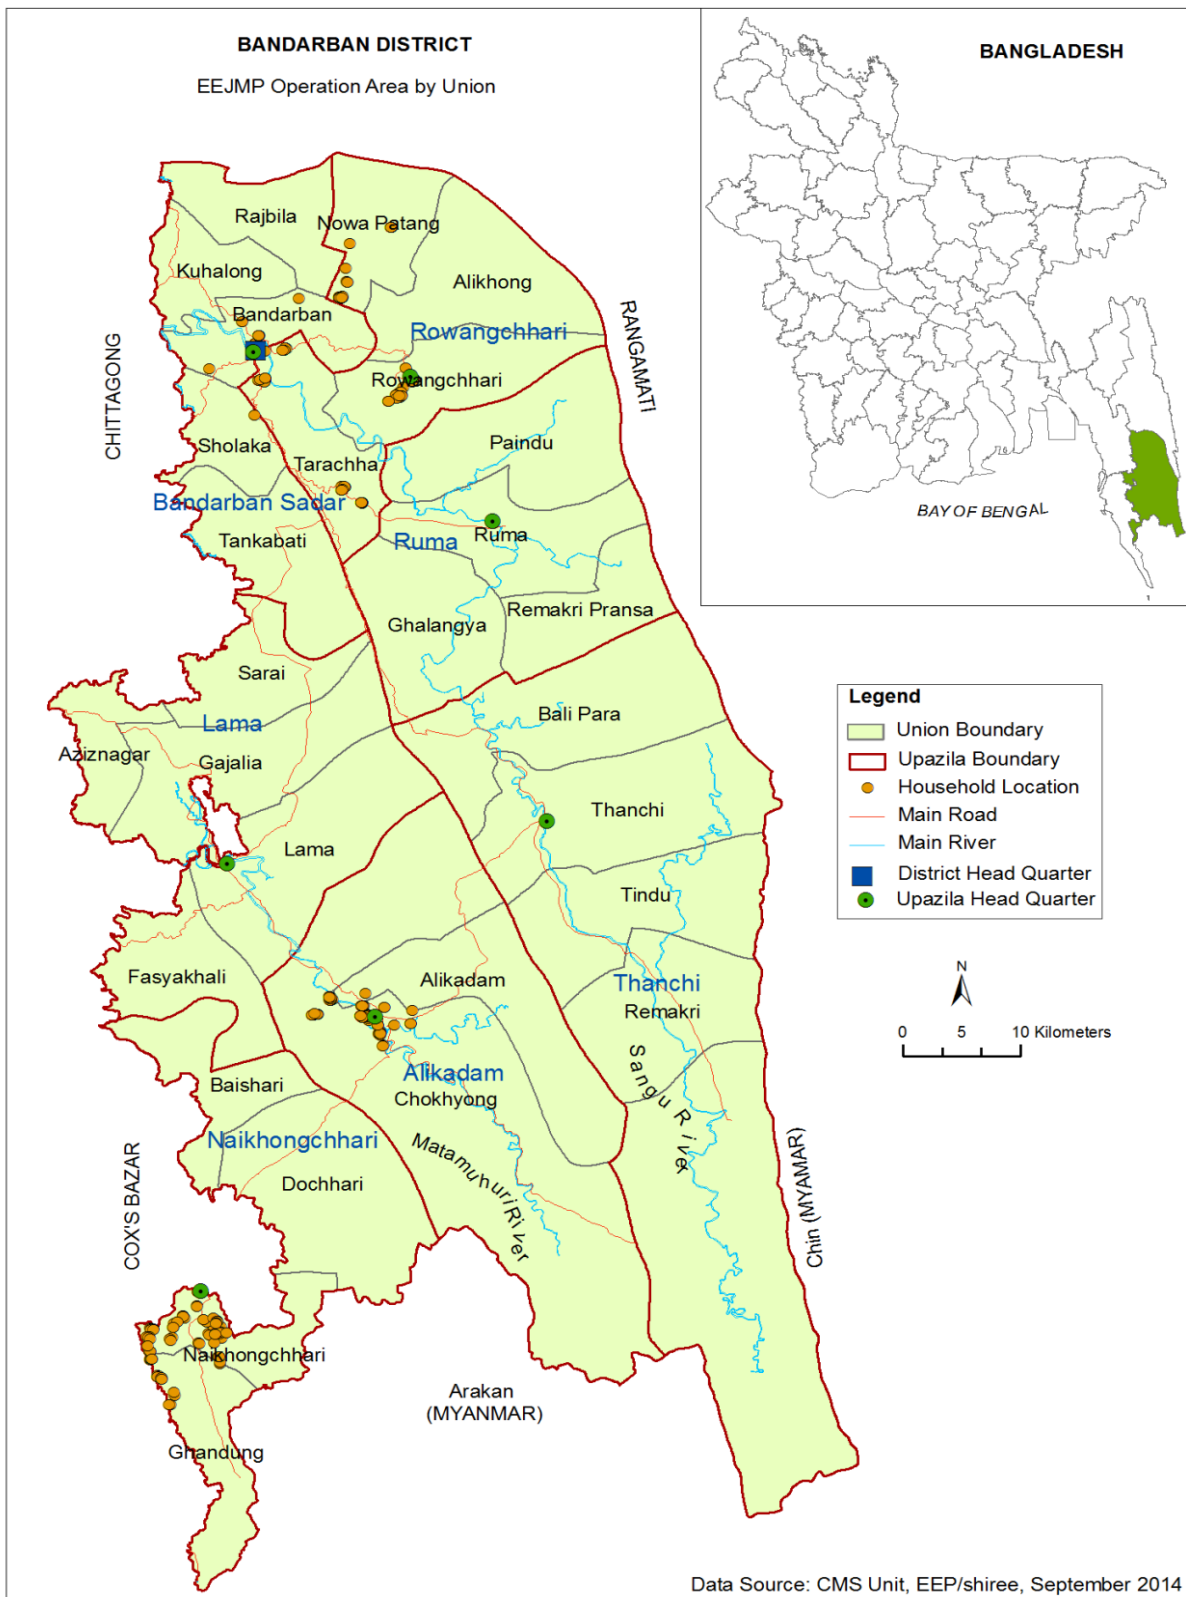 BANDARBAN DISTRICT
EEJMP Operation Area by Union
BANGLADESH
BAY OF BENGAL
Rajbila
Nowa Patang
Kuhalong
Alikhong
Bandarban
Rowangchhari
RANGAMATI
CHITTAGONG
Rowangchhari
Sholaka
Paindu
Tarachha
Bandarban Sadar
Tankabati
Ruma
Ruma
Ghalangya
Remakri Pransa
Sarai
Lama
Bali Para
Aziznagar
Gajalia
Thanchi
Lama
Tindu
Fasyakhali
Alikadam
Thanchi
Remakri
Sangu River
Alikadam
Chokhyong
Baishari
Naikhongchhari
Matamuhuri River
Dochhari
COX'S BAZAR
Chin (MYAMAR)
Naikhongchhari
Arakan
(MYANMAR)
Ghandung
Legend
Union Boundary
Upazila Boundary
Household Location
Main Road
Main River
District Head Quarter
Upazila Head Quarter
N
0 5 10 Kilometers
Data Source: CMS Unit, EEP/shiree, September 2014